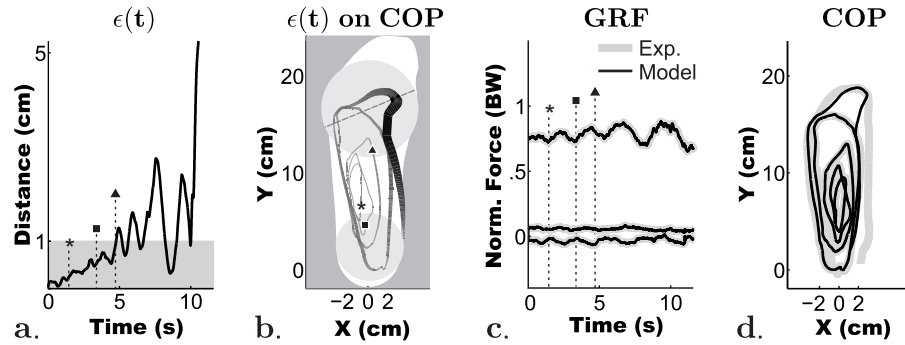 ϵ(t)
5
1
*
Distance (cm)
0
5
10
Time (s)
a.
ϵ(t) on COP
20
10
0
Y (cm)
*
−2 0 2
X (cm)
b.
GRF
Exp.
Model
1
.5
0
*
Norm. Force (BW)
0
5
10
Time (s)
c.
COP
20
10
0
Y (cm)
−2 0 2
X (cm)
d.